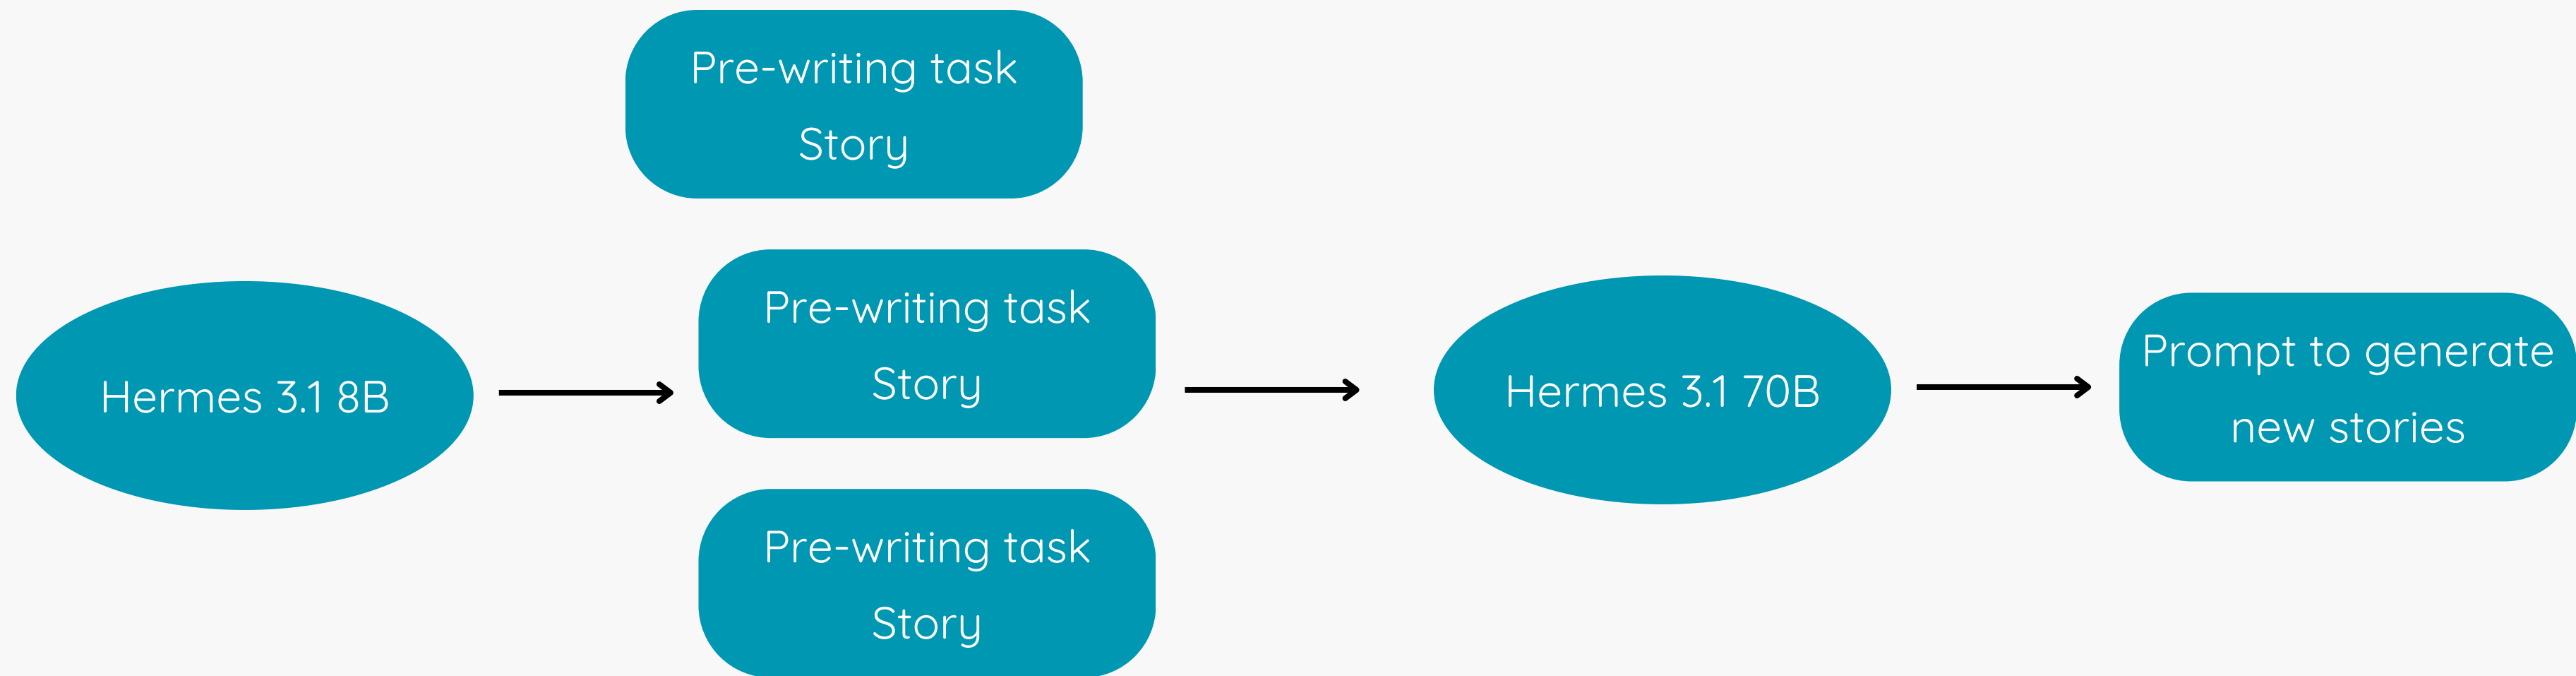 Pre-writing task
Story
Hermes 3.1 8B
Pre-writing task
Story
Pre-writing task
Story
Hermes 3.1 70B
Prompt to generate
new stories